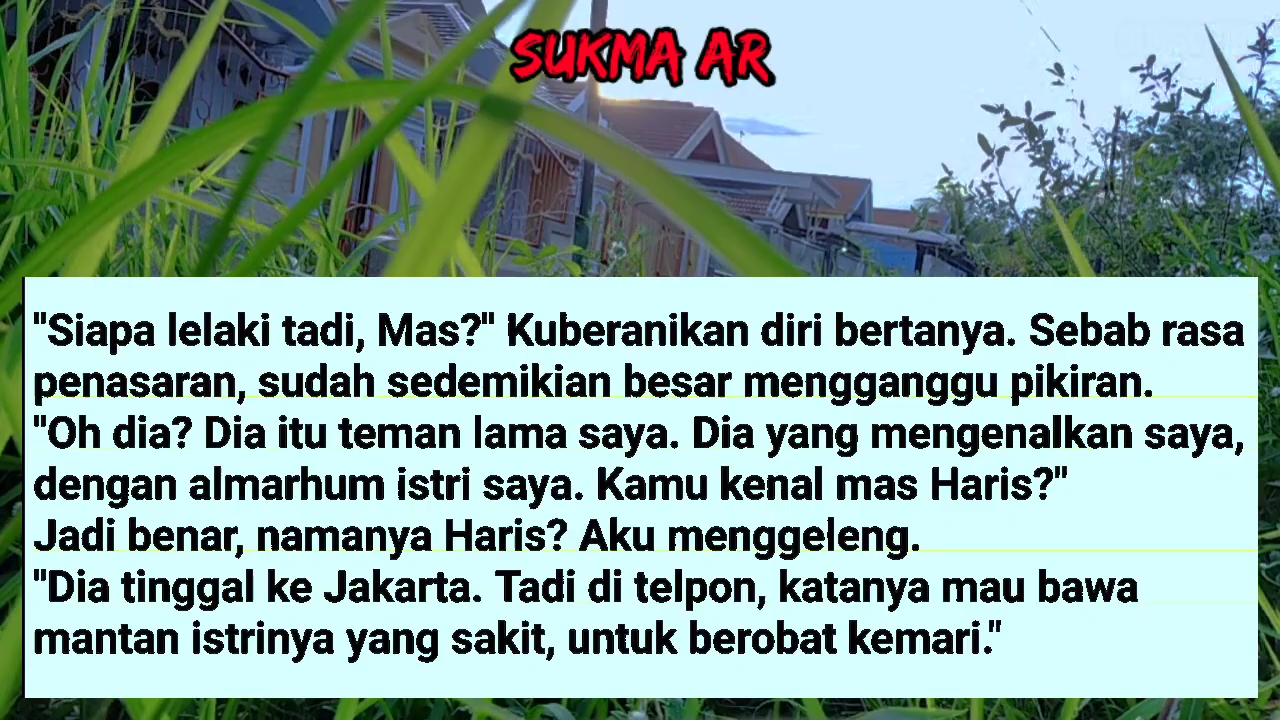 SUKMA AR
"Siapa lelaki tadi, Mas?" Kuberanikan diri bertanya. Sebab rasa
penasaran, sudah sedemikian besar mengganggu pikiran.
"Oh dia? Dia itu teman lama saya. Dia yang mengenalkan saya,
dengan almarhum istri saya. Kamu kenal mas Haris?"
Jadi benar, namanya Haris? Aku menggeleng.
"Dia tinggal ke Jakarta. Tadi di telpon, katanya mau bawa
mantan istrinya yang sakit, untuk berobat kemari."